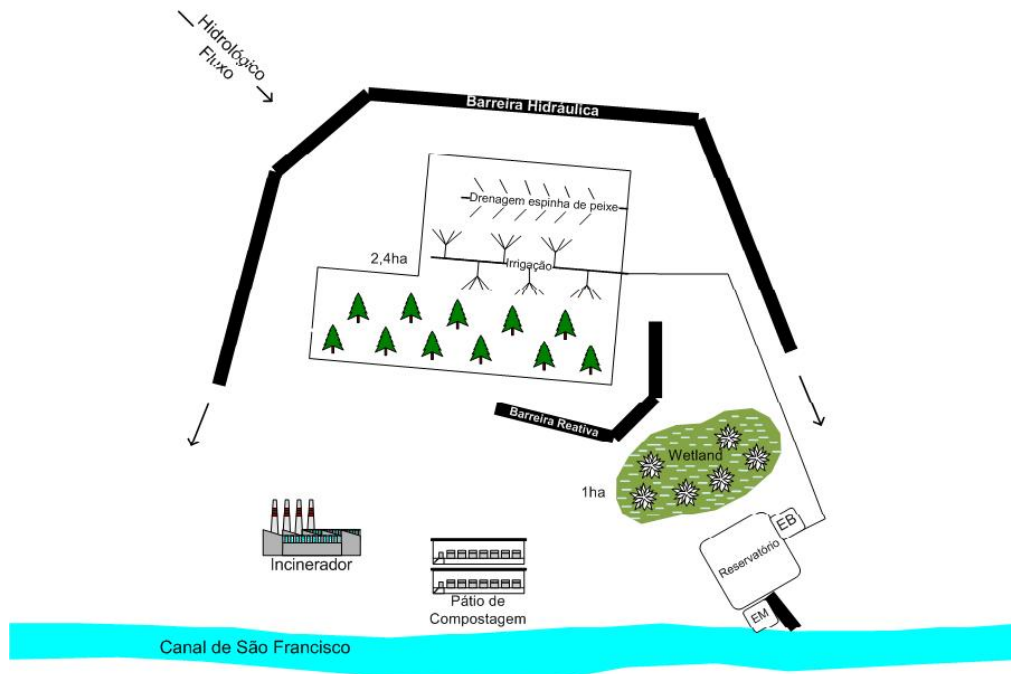 Hidrológico
Fluxo
Barreira Hidráulica
Drenagem espinha de peixe
2,4ha
Irrigação
Barreira Reativa
Wetland
1ha
EB
Reservatório
Incinerador
Pátio de
Compostagem
EM
Canal de São Francisco